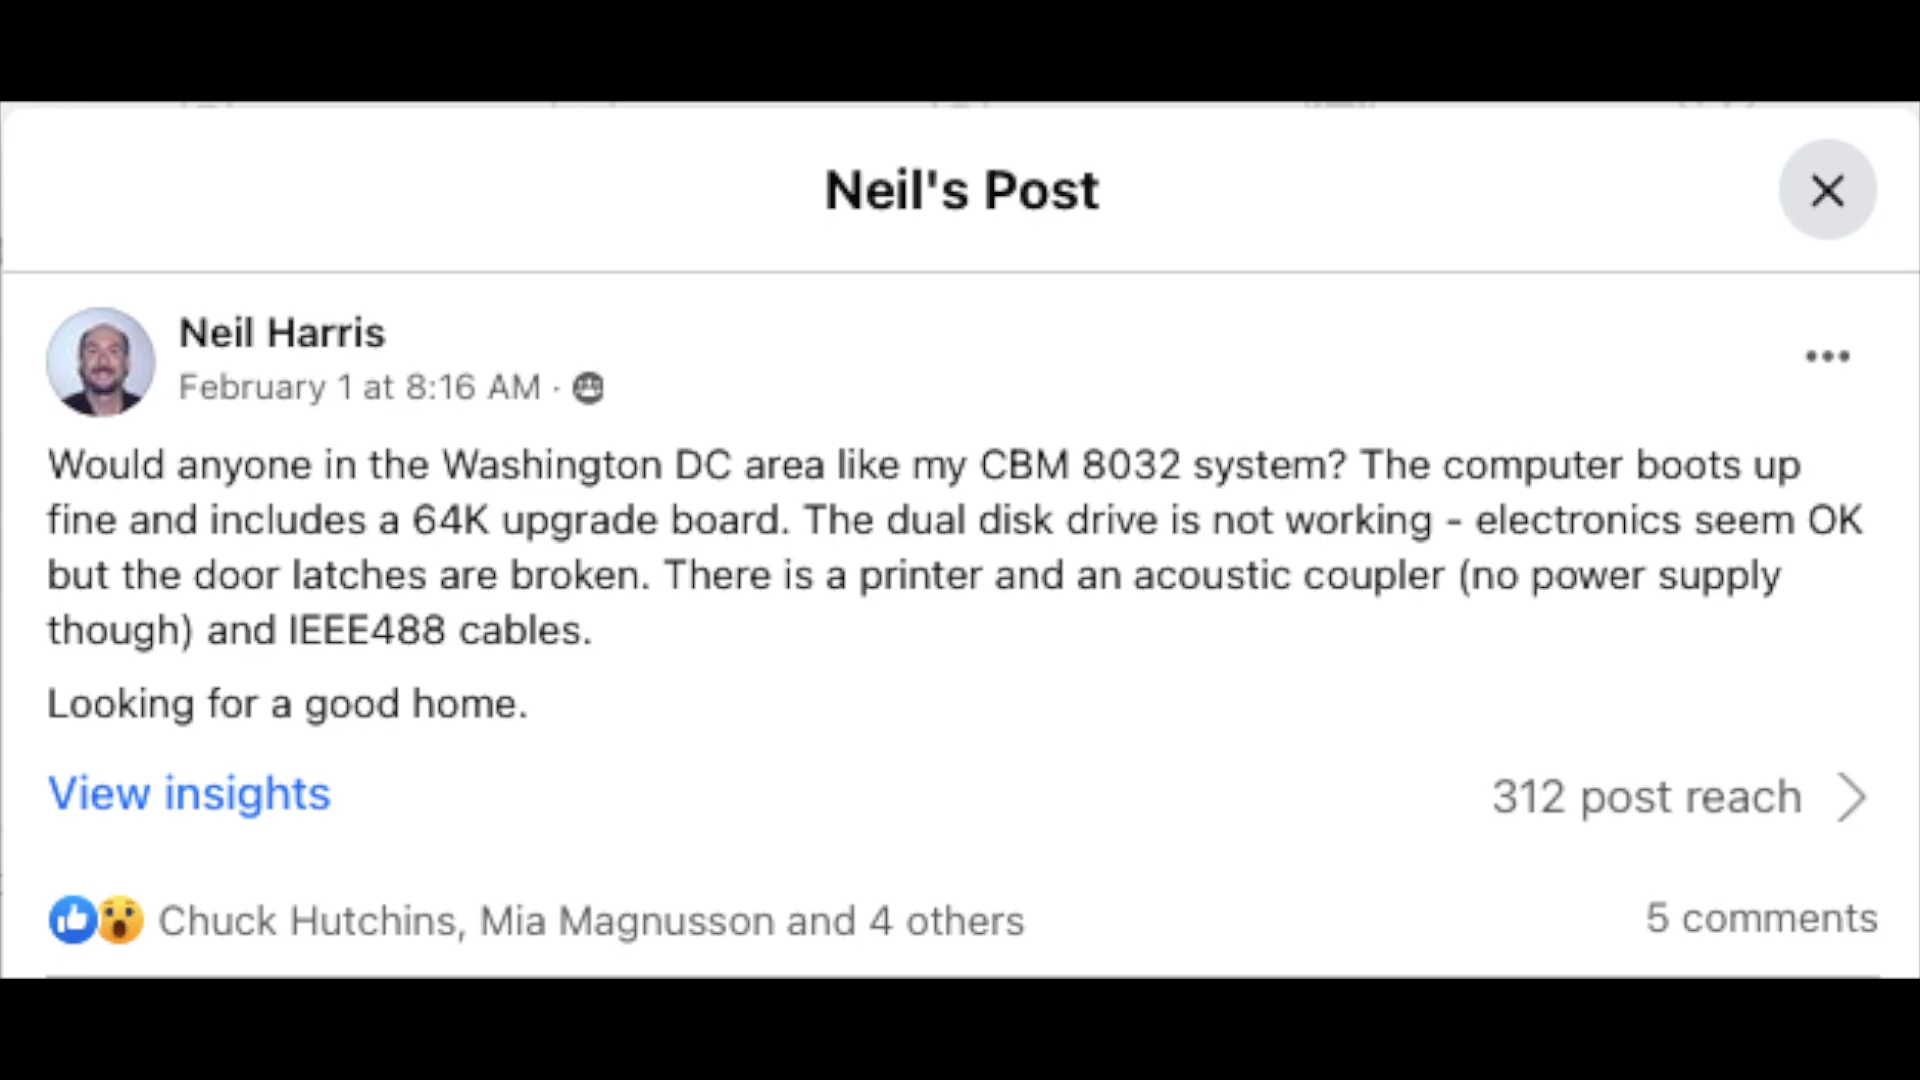 Neil's Post
Neil Harris
February 1 at 8:16 AM ·
Would anyone in the Washington DC area like my CBM 8032 system? The computer boots up
fine and includes a 64K upgrade board. The dual disk drive is not working - electronics seem OK
but the door latches are broken. There is a printer and an acoustic coupler (no power supply
though) and IEEE488 cables.
Looking for a good home.
View insights
312 post reach
Chuck Hutchins, Mia Magnusson and 4 others
5 comments